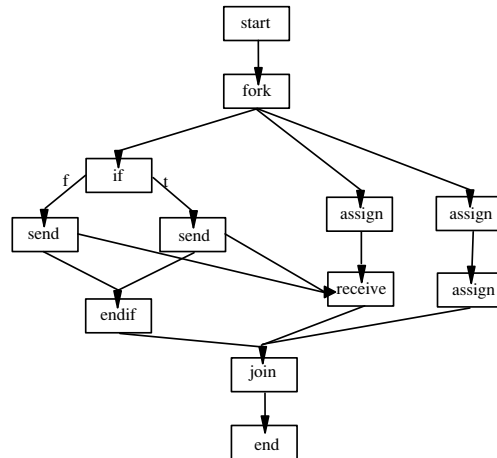 start
fork
if
f
t
send
send
assign
assign
receive
assign
endif
join
end